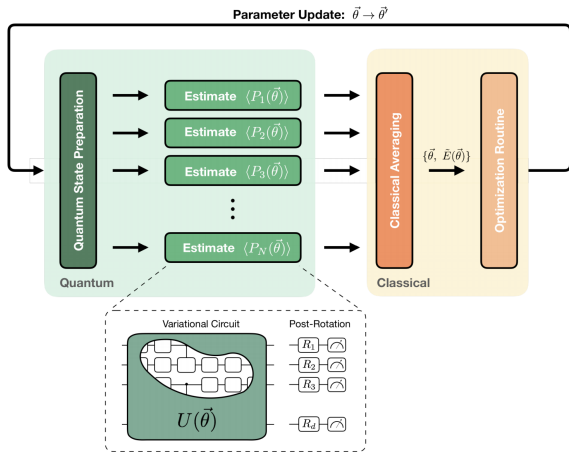 Parameter Update: $\vec{\theta} \to \vec{\theta}'$
Quantum State Preparation
Estimate $\langle P_1(\vec{\theta}) \rangle$
Estimate $\langle P_2(\vec{\theta}) \rangle$
Estimate $\langle P_3(\vec{\theta}) \rangle$
Estimate $\langle P_N(\vec{\theta}) \rangle$
Quantum
Classical Averaging
$\{\vec{\theta},\ \bar{E}(\vec{\theta})\}$
Optimization Routine
Classical
Variational Circuit
Post-Rotation
$R_1$
$R_2$
$R_3$
$R_d$
$U(\vec{\theta})$